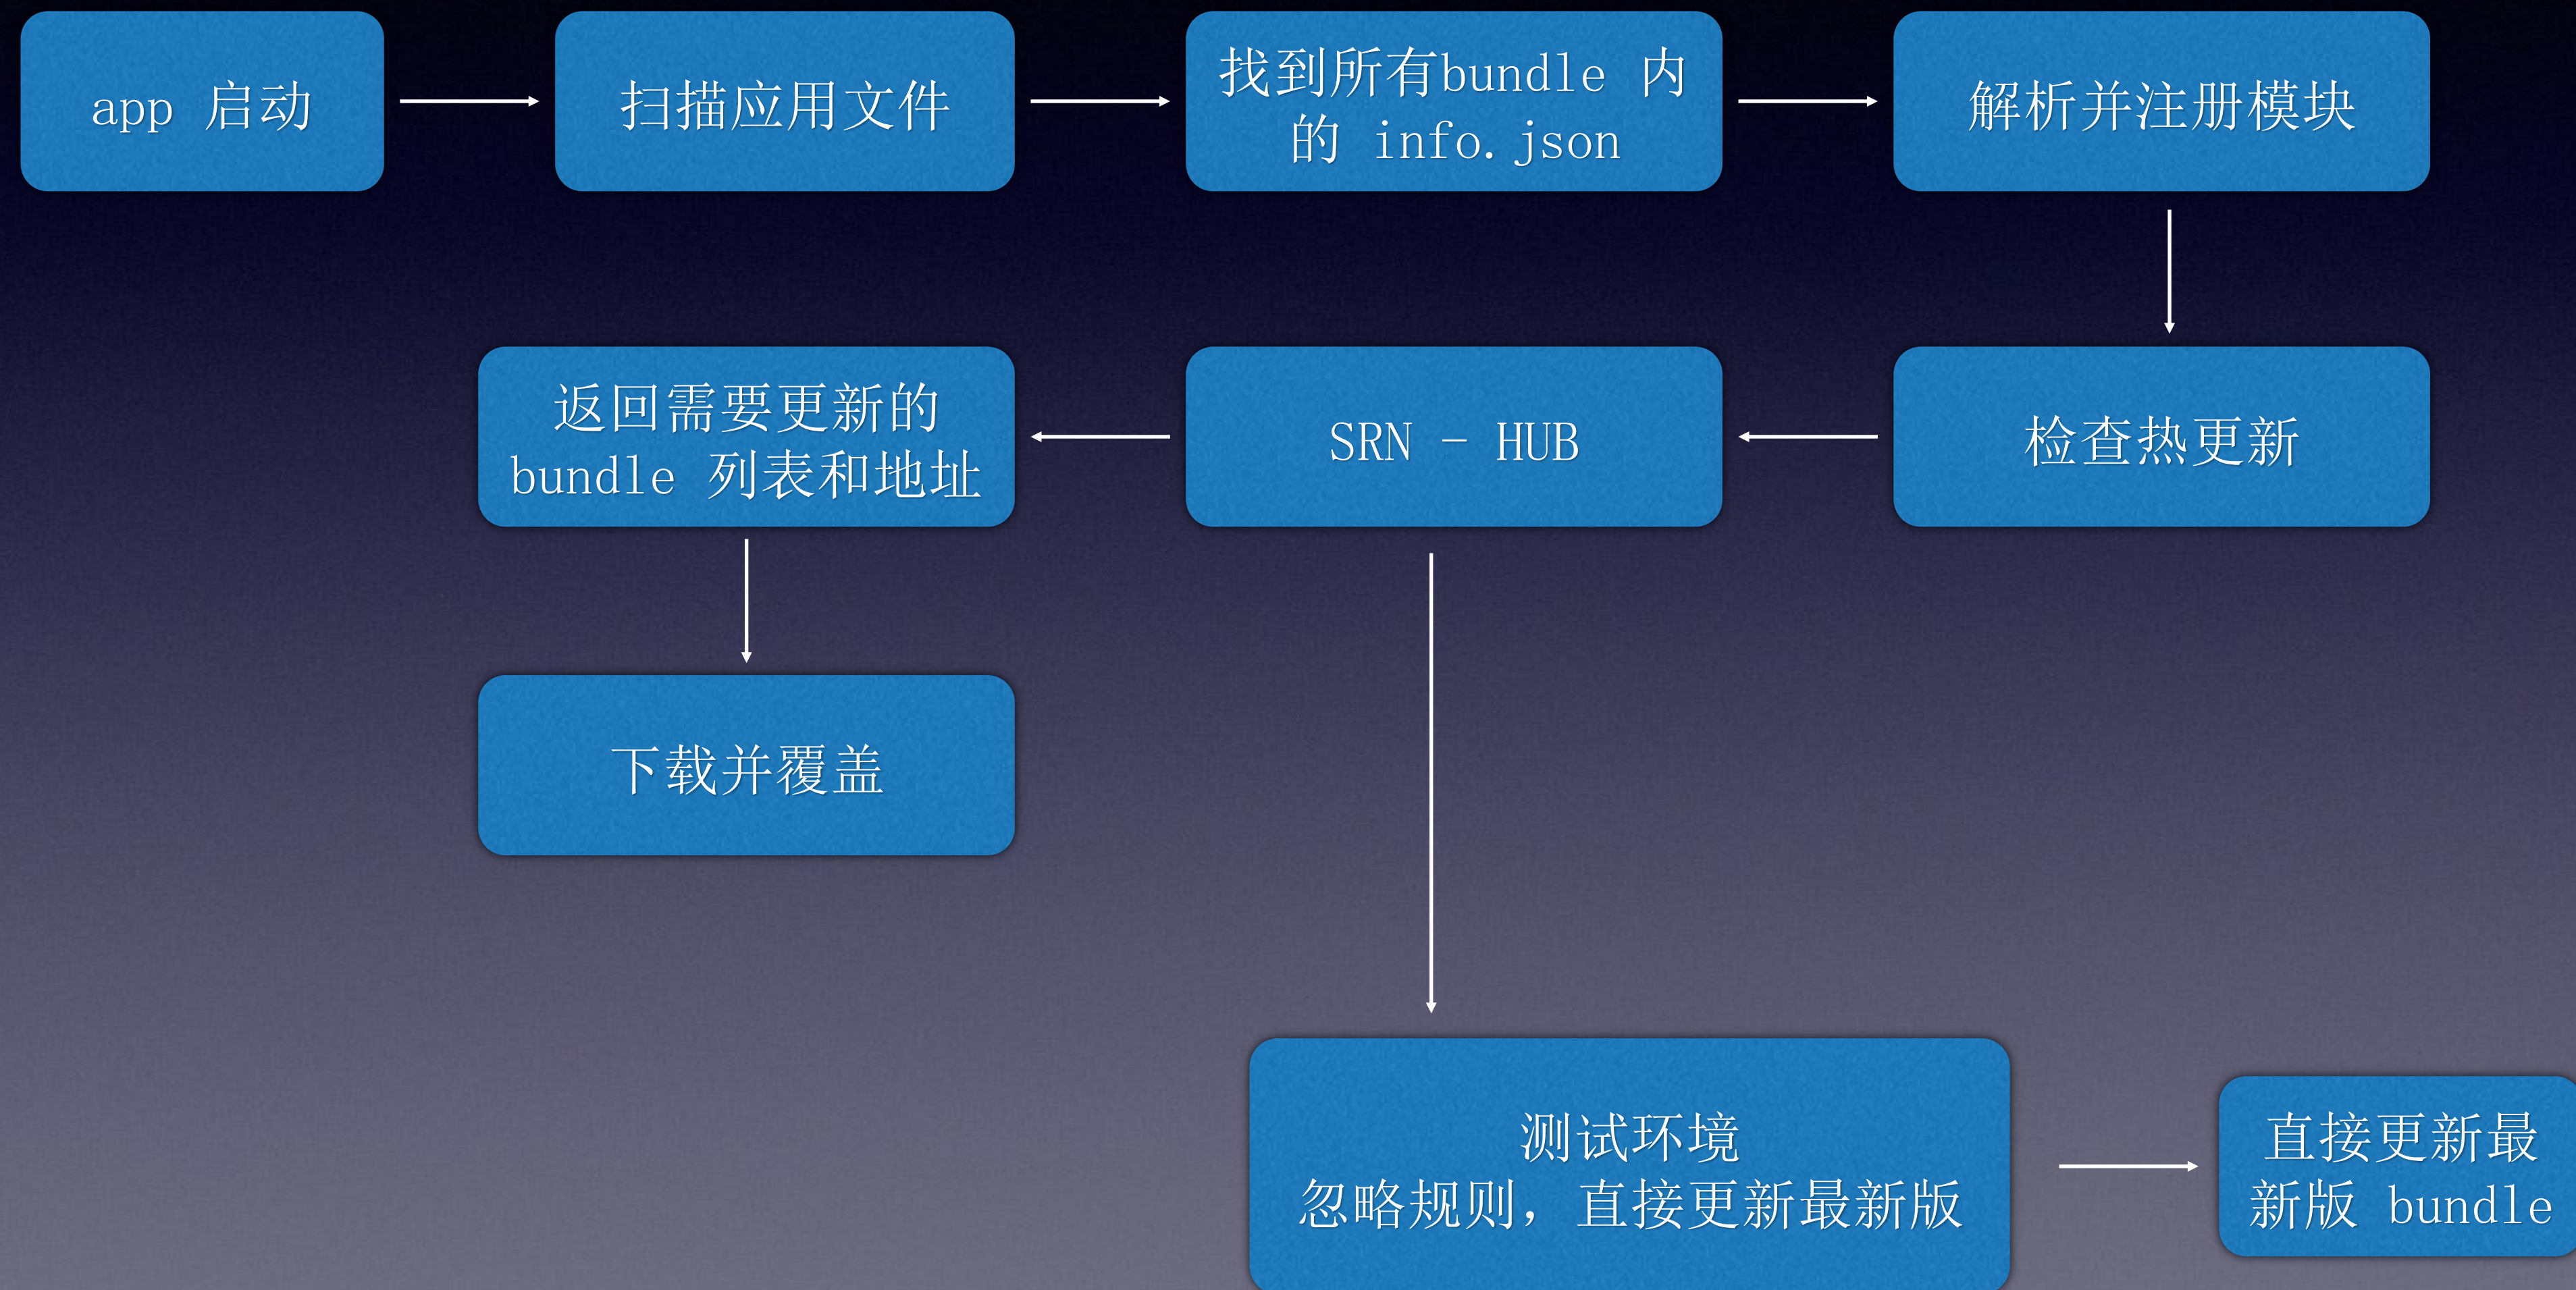 app 启动
扫描应用文件
找到所有bundle 内
的 info.json
解析并注册模块
返回需要更新的
bundle 列表和地址
SRN - HUB
检查热更新
下载并覆盖
测试环境
忽略规则，直接更新最新版
直接更新最
新版 bundle